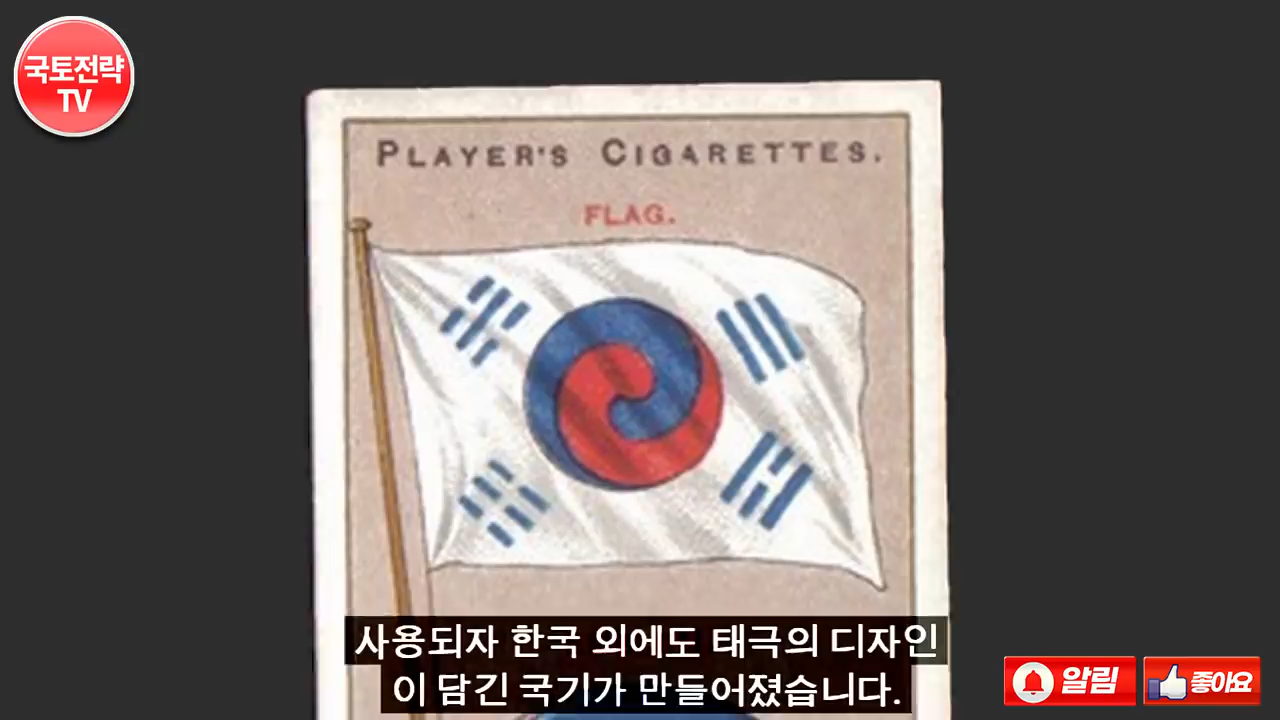 국토전략
TV
PLAYER'S CIGARETTES.
FLAG.
사용되자 한국 외에도 태극의 디자인
이 담긴 국기가 만들어졌습니다.
알림
좋아요